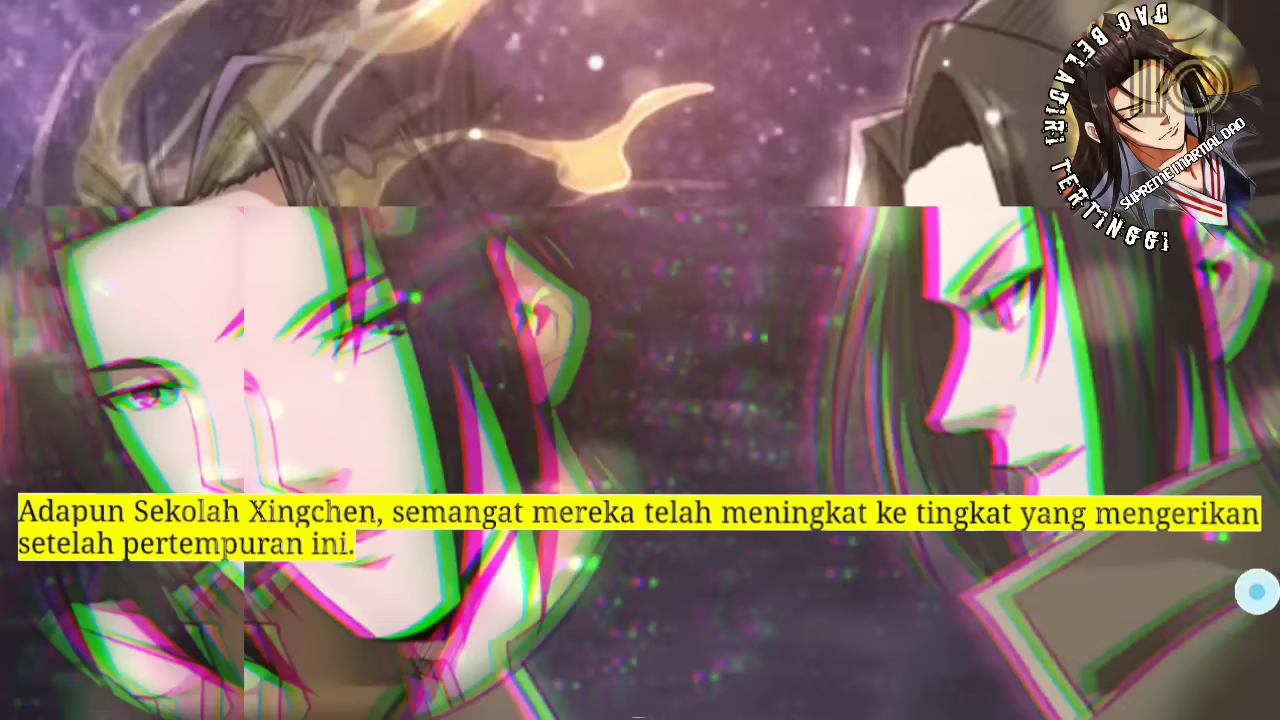 DAO BELADIRI TERTINGGI
SUPREME MARTIAL DAO
Adapun Sekolah Xingchen, semangat mereka telah meningkat ke tingkat yang mengerikan
setelah pertempuran ini.